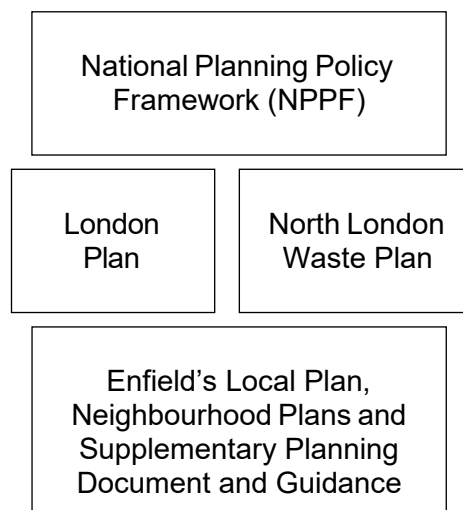 National Planning Policy
Framework (NPPF)
London
Plan
North London
Waste Plan
Enfield’s Local Plan,
Neighbourhood Plans and
Supplementary Planning
Document and Guidance